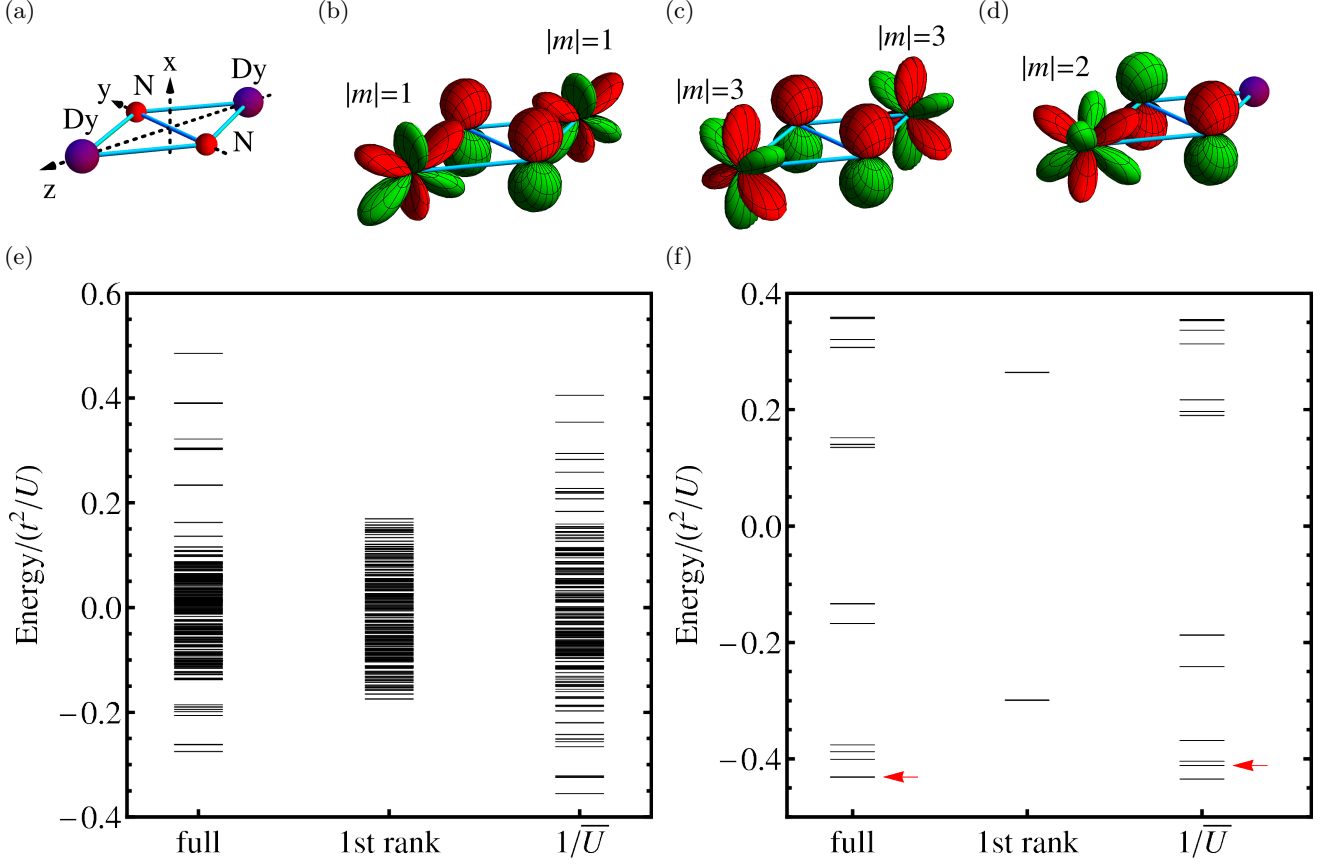 (a)
(b)
(c)
(d)
x
y
N
Dy
Dy
N
z
|m|=1
|m|=1
|m|=3
|m|=3
|m|=2
(e)
(f)
Energy/(t²/U)
0.6
0.4
0.2
0.0
−0.2
−0.4
full
1st rank
1/U̅
Energy/(t²/U)
0.4
0.2
0.0
−0.2
−0.4
full
1st rank
1/U̅